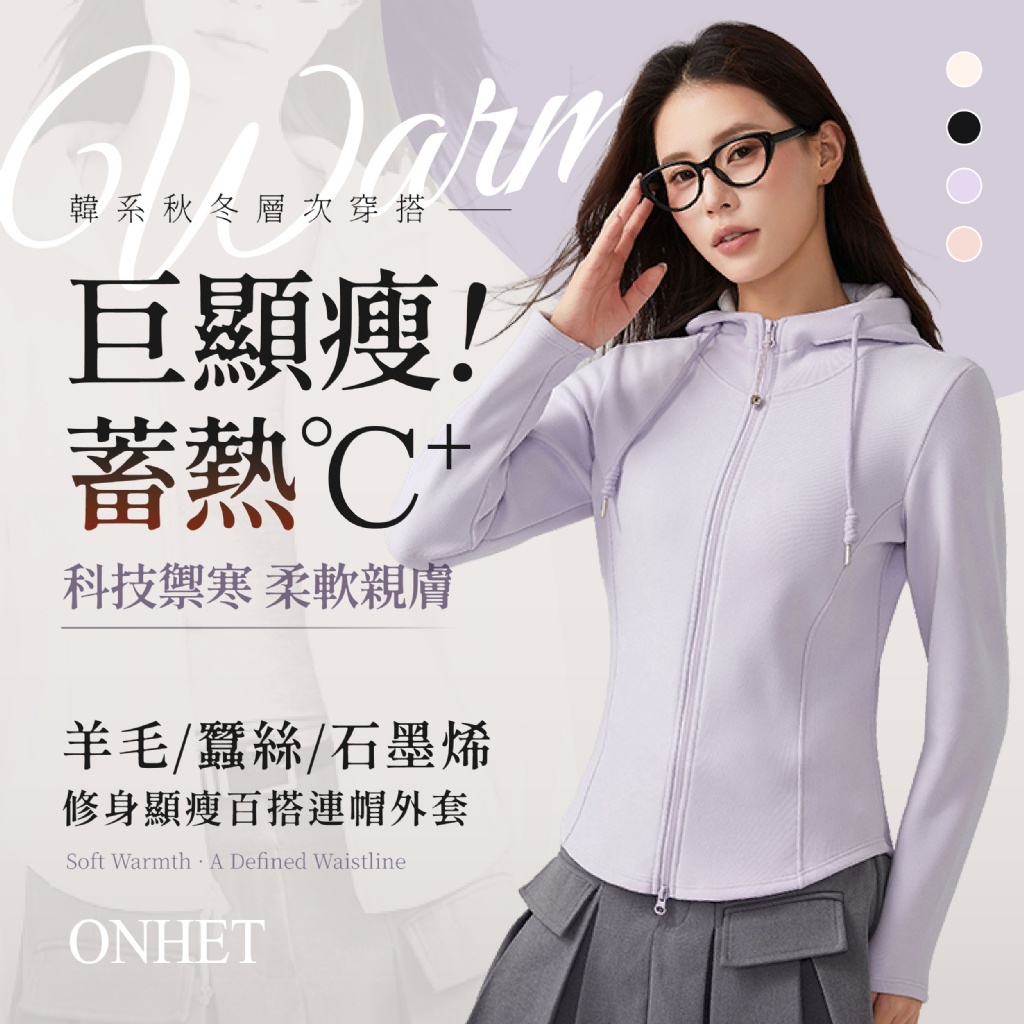 Warm
韓系秋冬層次穿搭
巨顯瘦!
蓄熱℃+
科技禦寒 柔軟親膚
羊毛/蠶絲/石墨烯
修身顯瘦百搭連帽外套
Soft Warmth · A Defined Waistline
ONHET